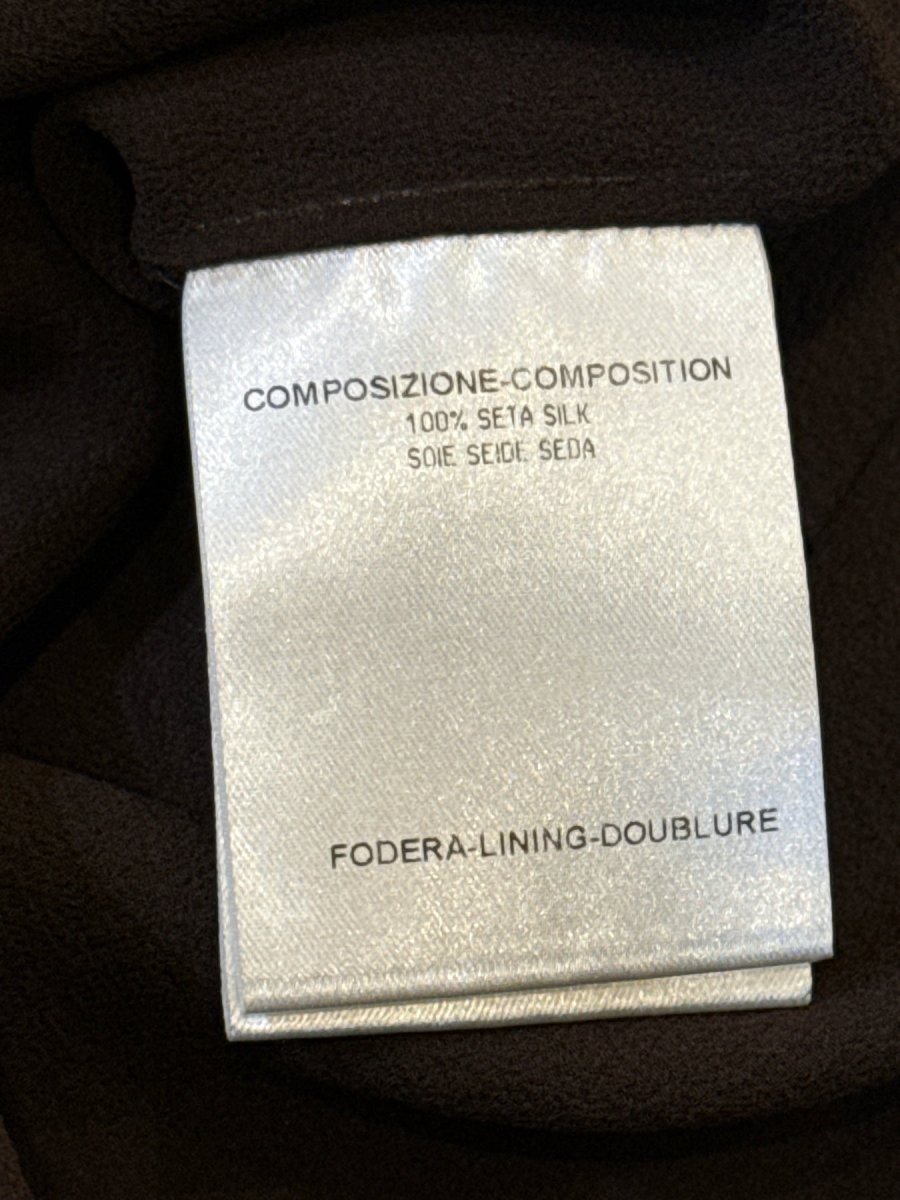 COMPOSIZIONE-COMPOSITION
100% SETA SILK
SOIE SEIDE SEDA
FODERA-LINING-DOUBLURE